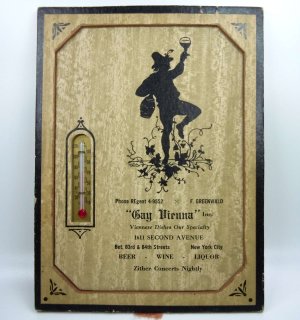 Phone REgent 4-9552 F. GREENWALD
"Gay Vienna" Inc.
Viennese Dishes Our Specialty
1611 SECOND AVENUE
Bet. 83rd & 84th Streets New York City
BEER - WINE - LIQUOR
Zither Concerts Nightly